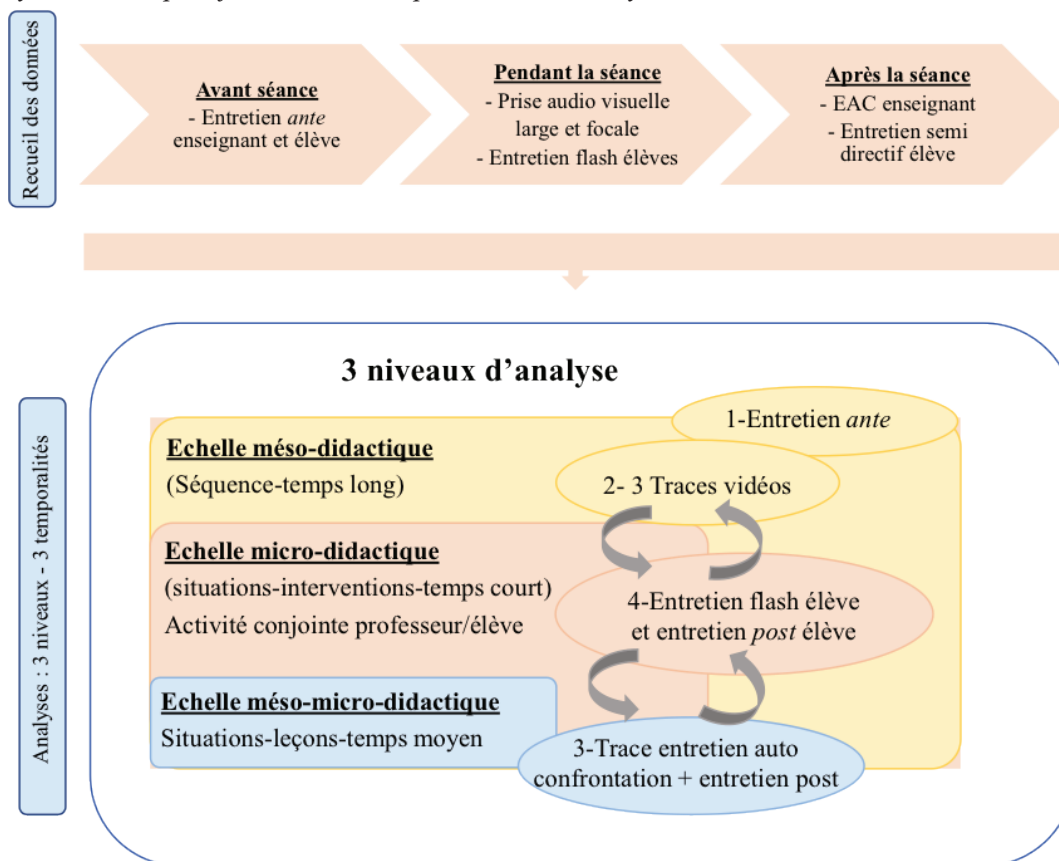 Recueil des données
Avant séance
- Entretien ante
enseignant et élève
Pendant la séance
- Prise audio visuelle
large et focale
- Entretien flash élèves
Après la séance
- EAC enseignant
- Entretien semi
directif élève
Analyses : 3 niveaux - 3 temporalités
3 niveaux d’analyse
1-Entretien ante
Echelle méso-didactique
(Séquence-temps long)
2- 3 Traces vidéos
Echelle micro-didactique
(situations-interventions-temps court)
Activité conjointe professeur/élève
4-Entretien flash élève
et entretien post élève
Echelle méso-micro-didactique
Situations-leçons-temps moyen
3-Trace entretien auto
confrontation + entretien post